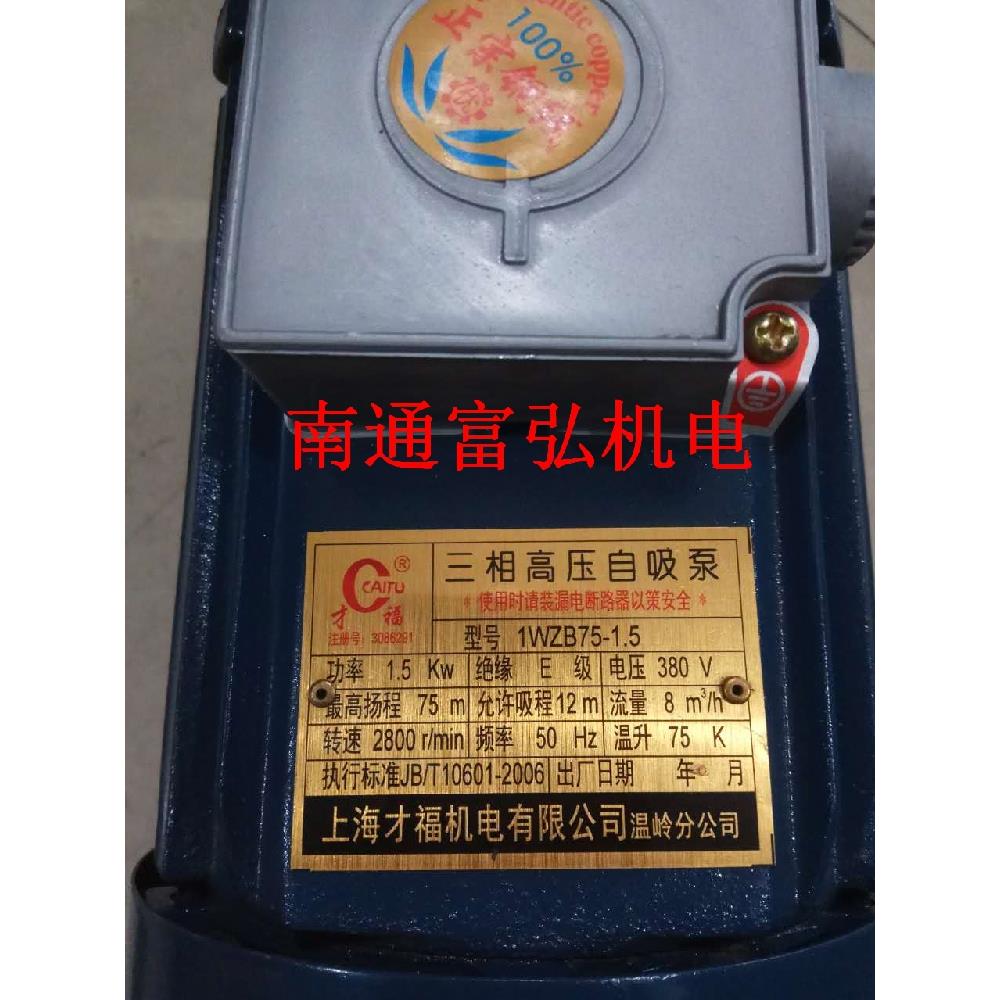 100%
entic copper
正宗
南通富弘机电
CAITU ®
才福
注册号：3086291
三相高压自吸泵
*使用时请装漏电断路器以策安全*
型号 1WZB75-1.5
功率 1.5 Kw 绝缘 E 级 电压 380 V
最高扬程 75 m 允许吸程 12 m 流量 8 m³/h
转速 2800 r/min 频率 50 Hz 温升 75 K
执行标准JB/T10601-2006 出厂日期 年 月
上海才福机电有限公司温岭分公司